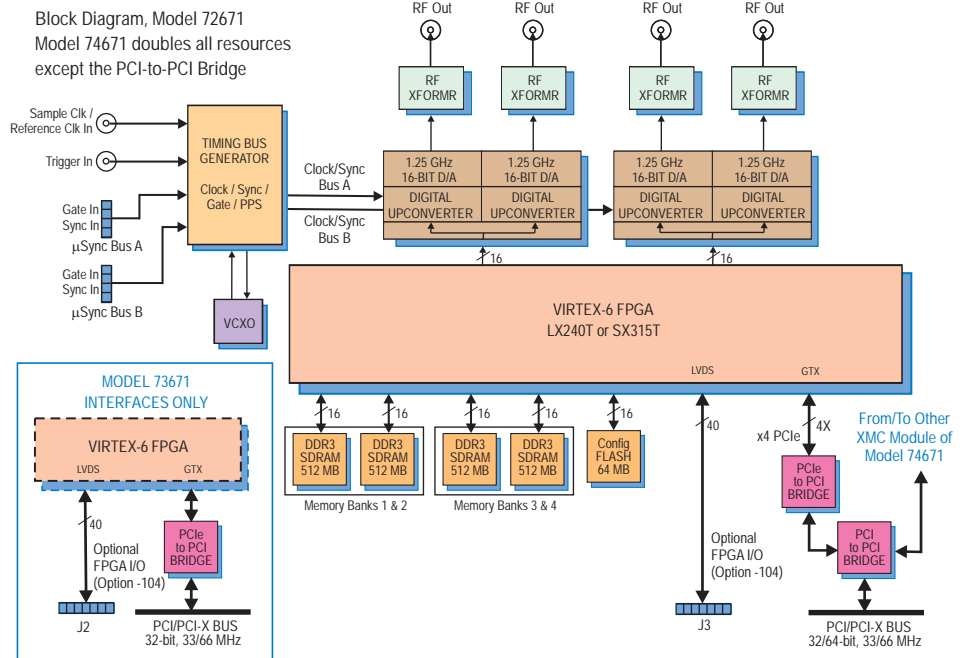 Block Diagram, Model 72671
Model 74671 doubles all resources
except the PCI-to-PCI Bridge
RF Out
RF Out
RF Out
RF Out
RF
XFORMR
RF
XFORMR
RF
XFORMR
RF
XFORMR
Sample Clk /
Reference Clk In
Trigger In
Gate In
Sync In
μSync Bus A
Gate In
Sync In
μSync Bus B
TIMING BUS
GENERATOR
Clock / Sync /
Gate / PPS
VCXO
Clock/Sync
Bus A
Clock/Sync
Bus B
1.25 GHz
16-BIT D/A
1.25 GHz
16-BIT D/A
DIGITAL
UPCONVERTER
DIGITAL
UPCONVERTER
1.25 GHz
16-BIT D/A
1.25 GHz
16-BIT D/A
DIGITAL
UPCONVERTER
DIGITAL
UPCONVERTER
16
16
VIRTEX-6 FPGA
LX240T or SX315T
LVDS
GTX
16
16
16
16
16
40
4X
x4 PCIe
DDR3
SDRAM
512 MB
DDR3
SDRAM
512 MB
Memory Banks 1 & 2
DDR3
SDRAM
512 MB
DDR3
SDRAM
512 MB
Memory Banks 3 & 4
Config
FLASH
64 MB
Optional
FPGA I/O
(Option -104)
J3
From/To Other
XMC Module of
Model 74671
PCIe
to PCI
BRIDGE
PCI
to PCI
BRIDGE
PCI/PCI-X BUS
32/64-bit, 33/66 MHz
MODEL 73671
INTERFACES ONLY
VIRTEX-6 FPGA
LVDS
GTX
40
Optional
FPGA I/O
(Option -104)
J2
PCIe
to PCI
BRIDGE
PCI/PCI-X BUS
32-bit, 33/66 MHz